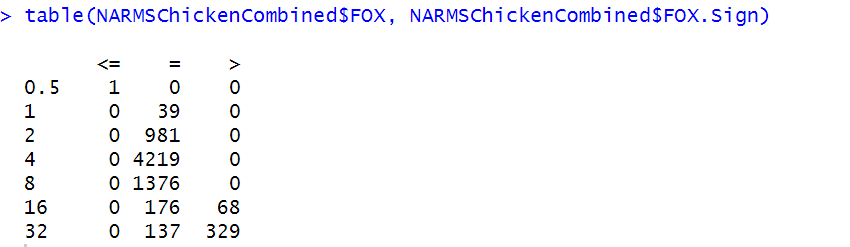 > table(NARMSChickenCombined$FOX, NARMSChickenCombined$FOX.Sign)
<= = >
0.5 1 0 0
1 0 39 0
2 0 981 0
4 0 4219 0
8 0 1376 0
16 0 176 68
32 0 137 329